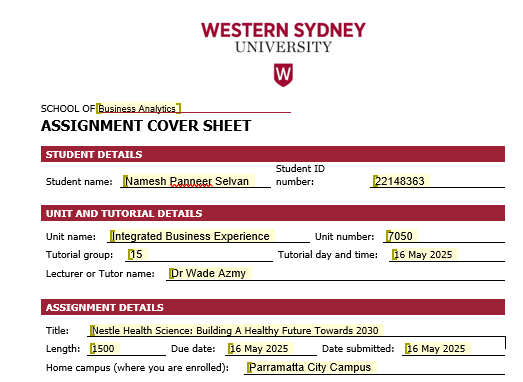 WESTERN SYDNEY
UNIVERSITY
W
SCHOOL OF Business Analytics
ASSIGNMENT COVER SHEET
STUDENT DETAILS
Student name: Namesh Panneer Selvan Student ID number: 22148363
UNIT AND TUTORIAL DETAILS
Unit name: Integrated Business Experience Unit number: 7050
Tutorial group: 15 Tutorial day and time: 16 May 2025
Lecturer or Tutor name: Dr Wade Azmy
ASSIGNMENT DETAILS
Title: Nestle Health Science: Building A Healthy Future Towards 2030
Length: 1500 Due date: 16 May 2025 Date submitted: 16 May 2025
Home campus (where you are enrolled): Parramatta City Campus